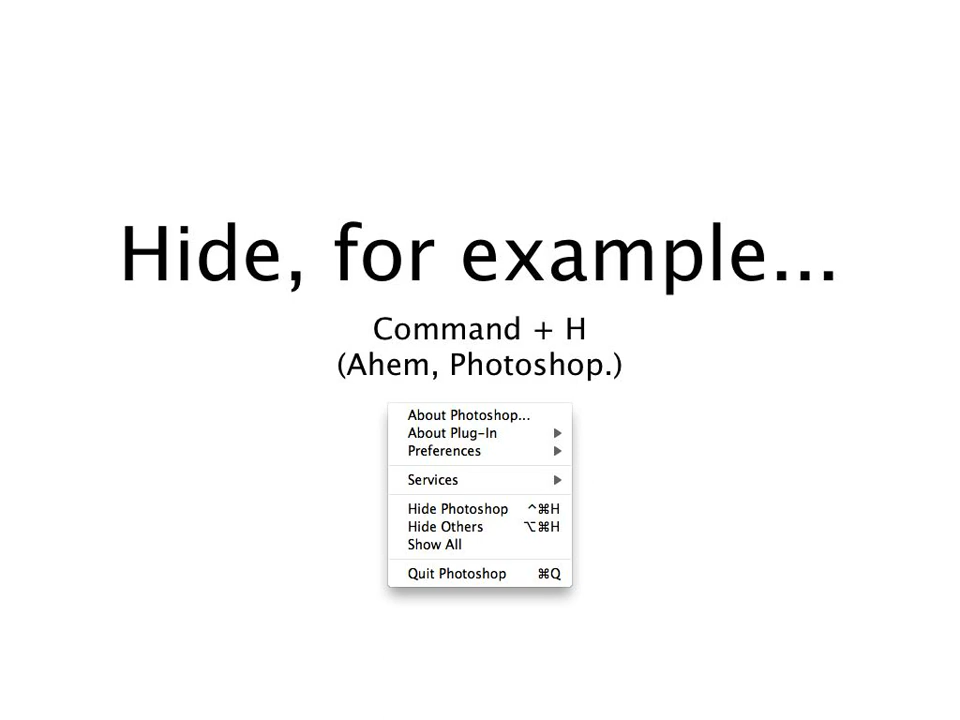 Hide, for example...
Command + H
(Ahem, Photoshop.)
About Photoshop...
About Plug-In ▶
Preferences ▶
Services ▶
Hide Photoshop ^⌘H
Hide Others ⌥⌘H
Show All
Quit Photoshop ⌘Q